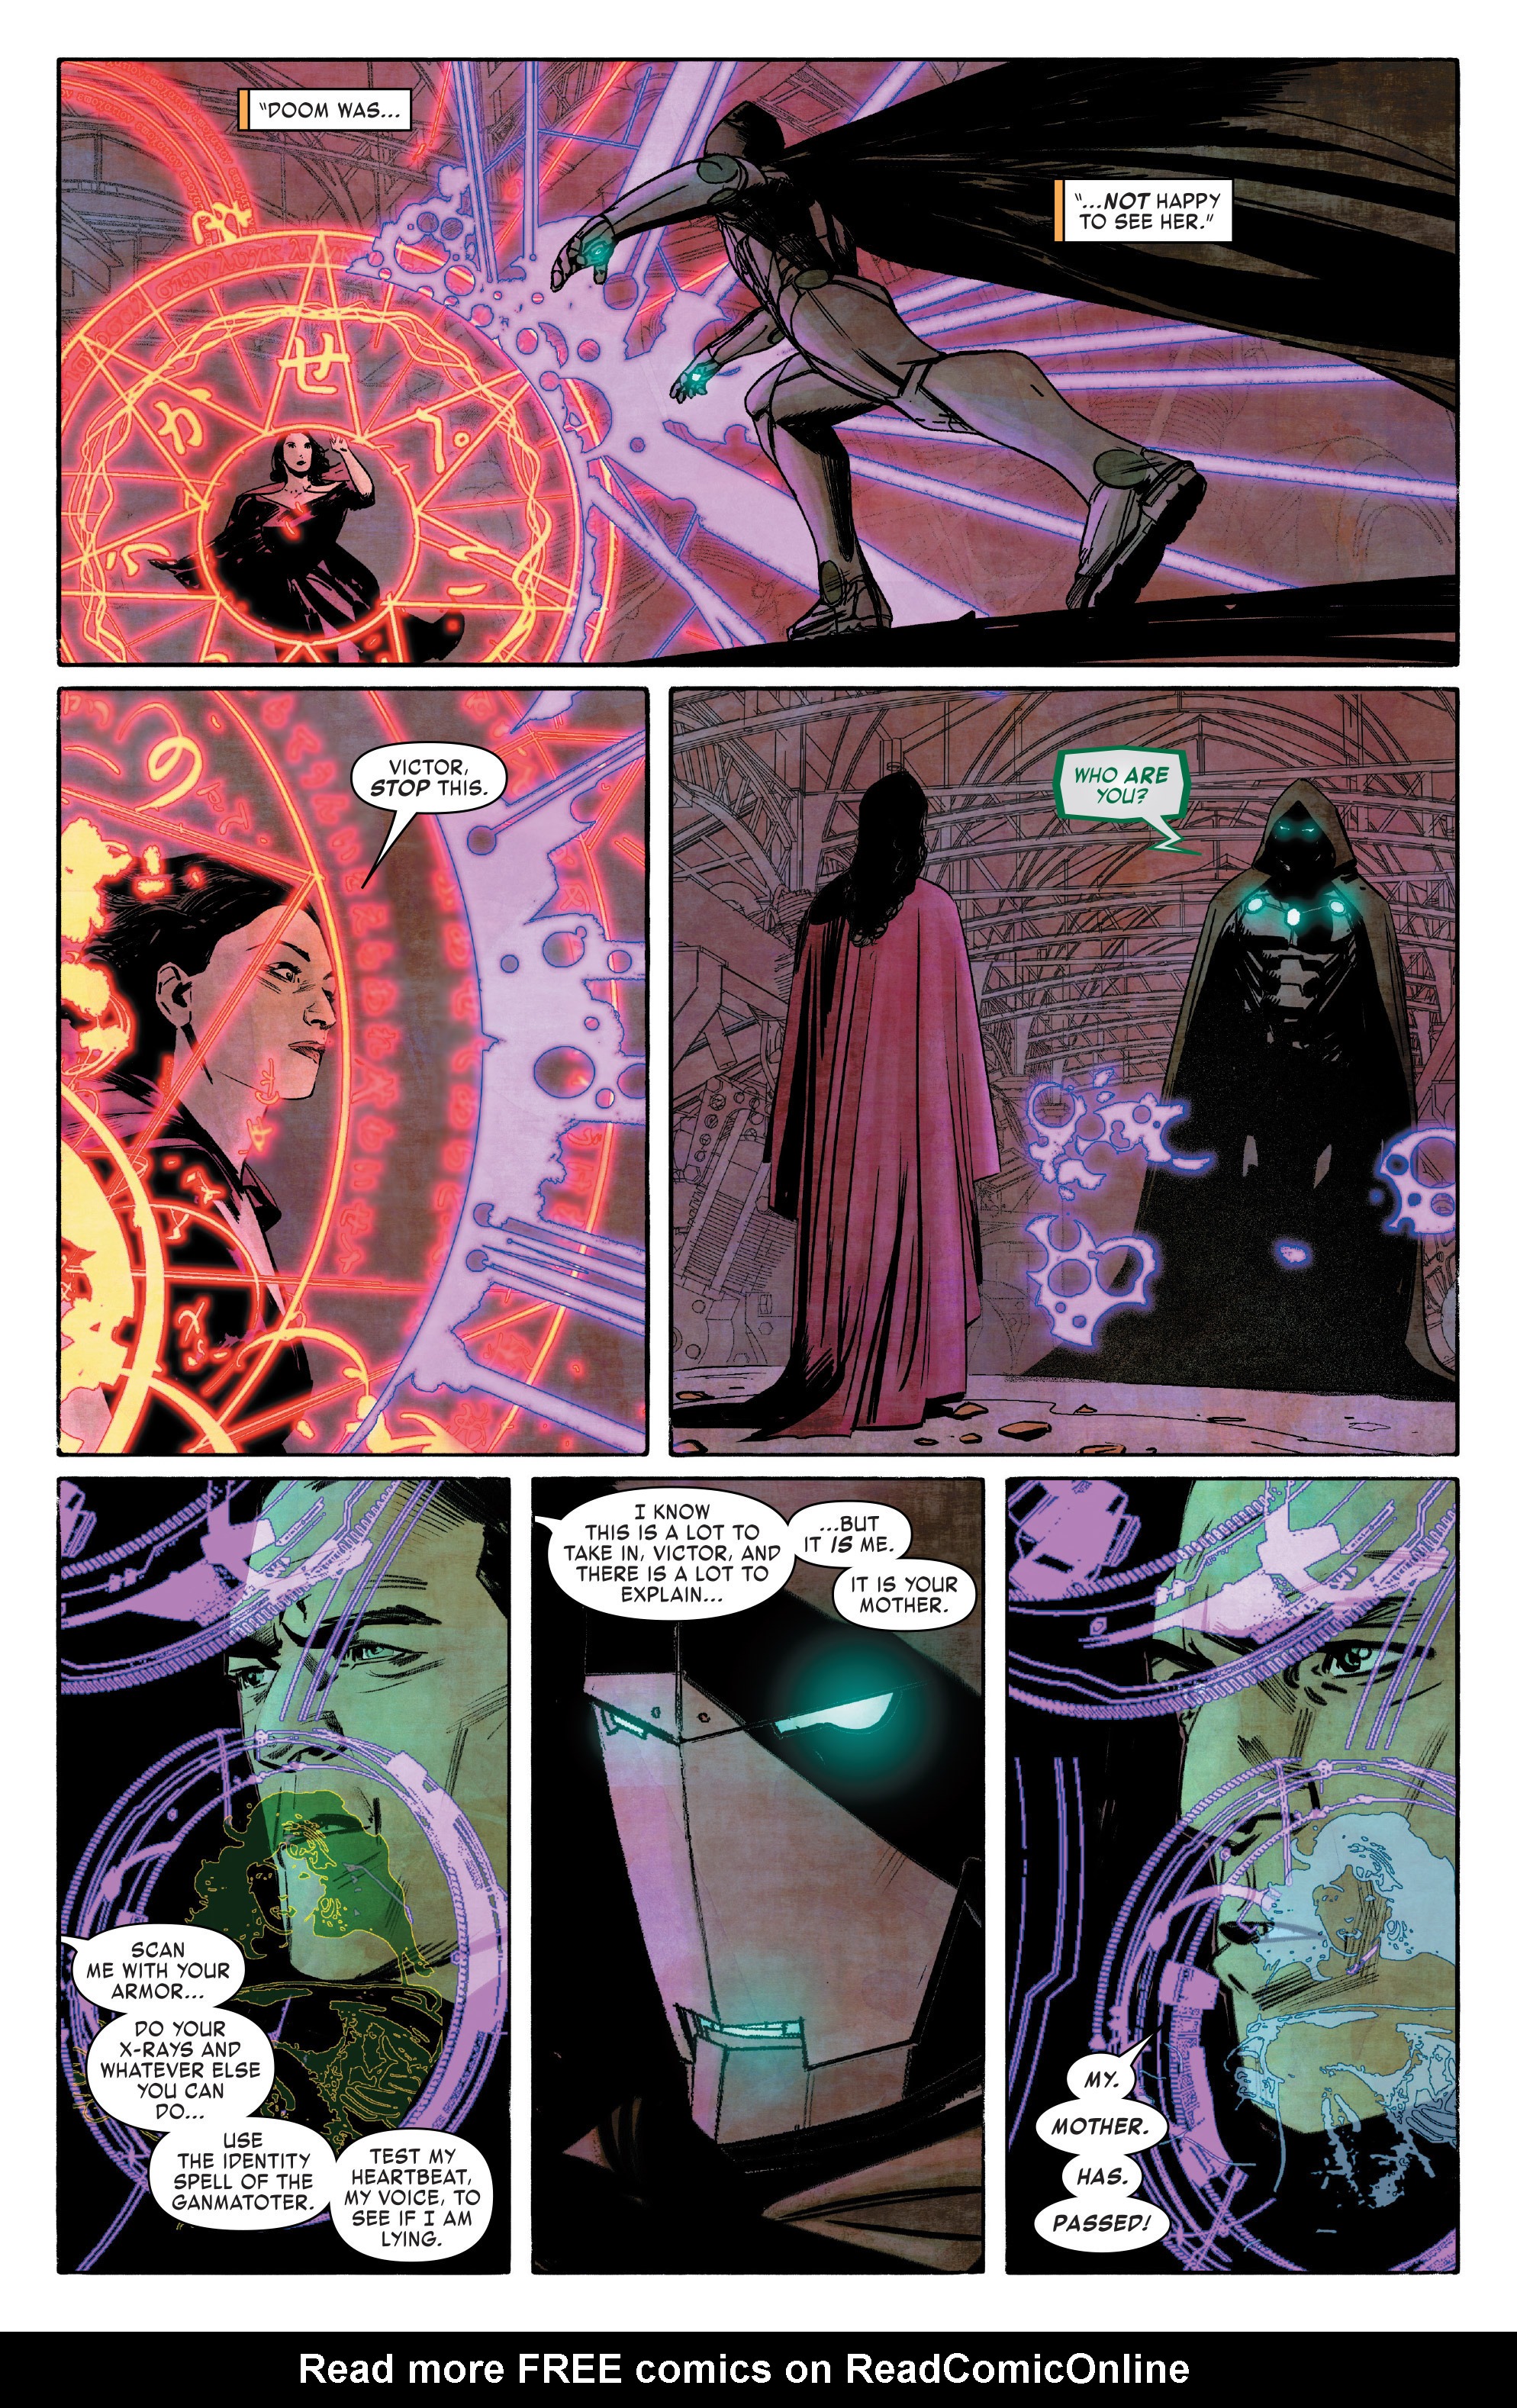 "DOOM WAS...
"...NOT HAPPY
TO SEE HER."
せ
か
VICTOR,
STOP THIS.
WHO ARE
YOU?
SCAN
ME WITH YOUR
ARMOR...
DO YOUR
X-RAYS AND
WHATEVER ELSE
YOU CAN
DO...
USE
THE IDENTITY
SPELL OF THE
GANMATOTER.
TEST MY
HEARTBEAT,
MY VOICE, TO
SEE IF I AM
LYING.
I KNOW
THIS IS A LOT TO
TAKE IN, VICTOR, AND
THERE IS A LOT TO
EXPLAIN...
...BUT
IT IS ME.
IT IS YOUR
MOTHER.
MY.
MOTHER.
HAS.
PASSED!
Read more FREE comics on ReadComicOnline